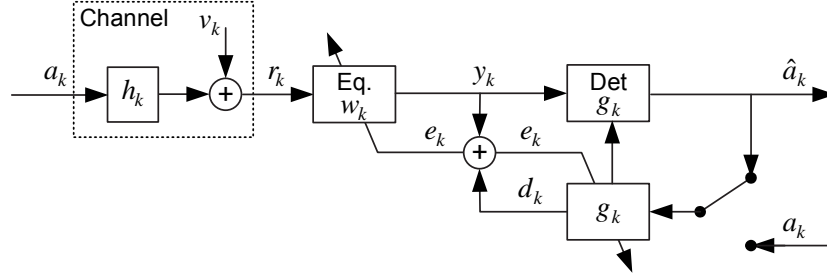 Channel
v_k
a_k
h_k
+
r_k
Eq.
w_k
y_k
Det
g_k
â_k
e_k
+
e_k
d_k
g_k
a_k